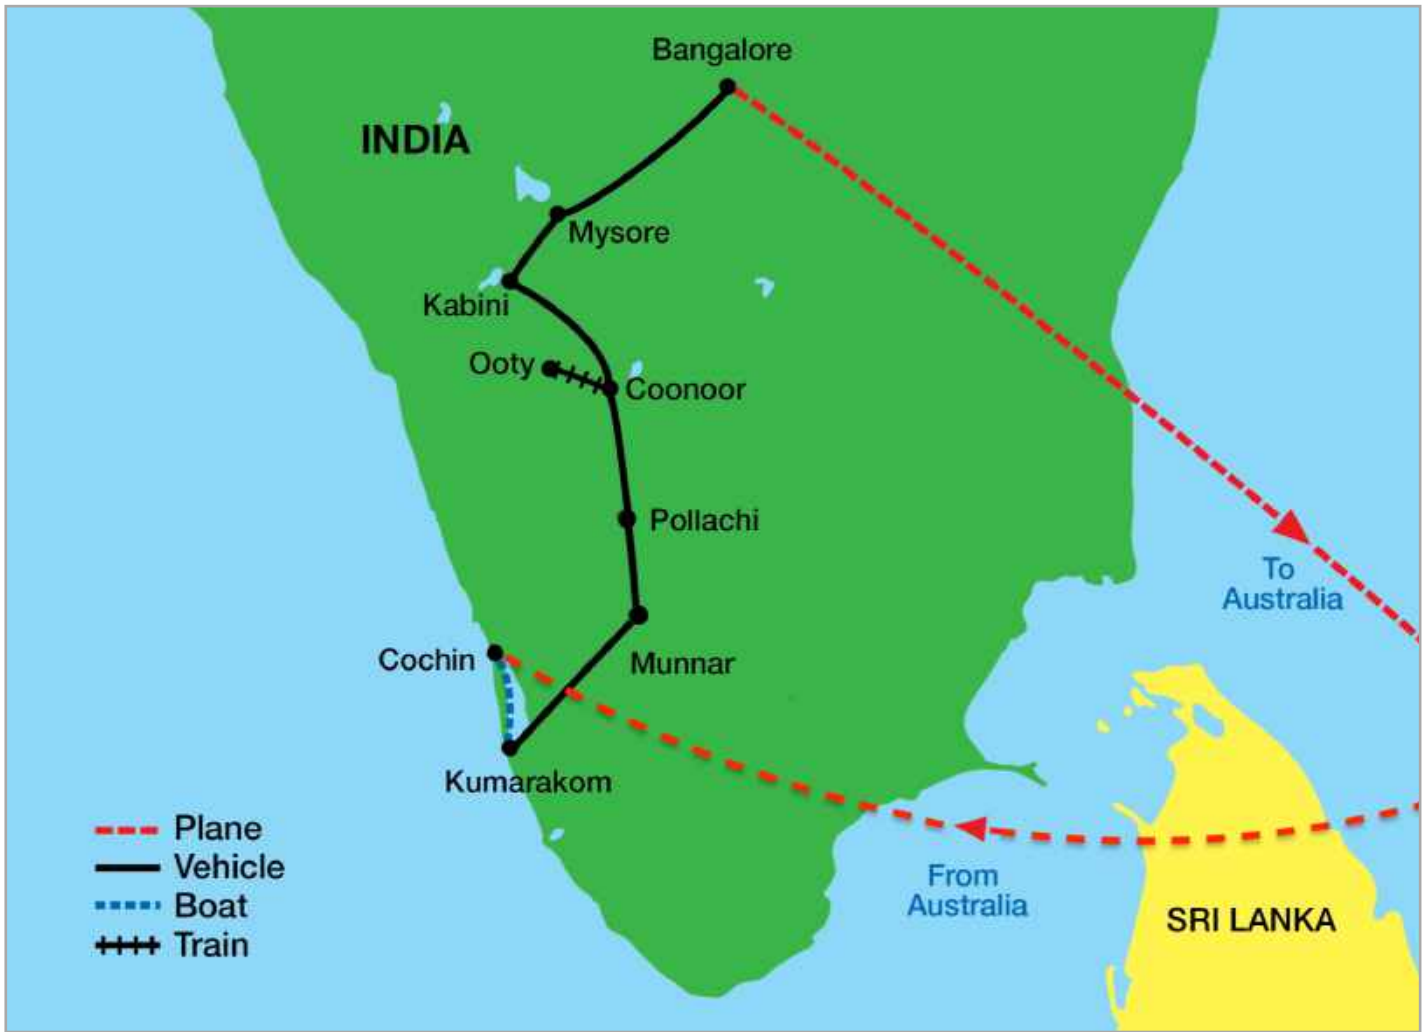 Bangalore
INDIA
Mysore
Kabini
Ooty
Coonoor
Pollachi
To
Australia
Cochin
Munnar
Kumarakom
Plane
Vehicle
Boat
Train
From
Australia
SRI LANKA